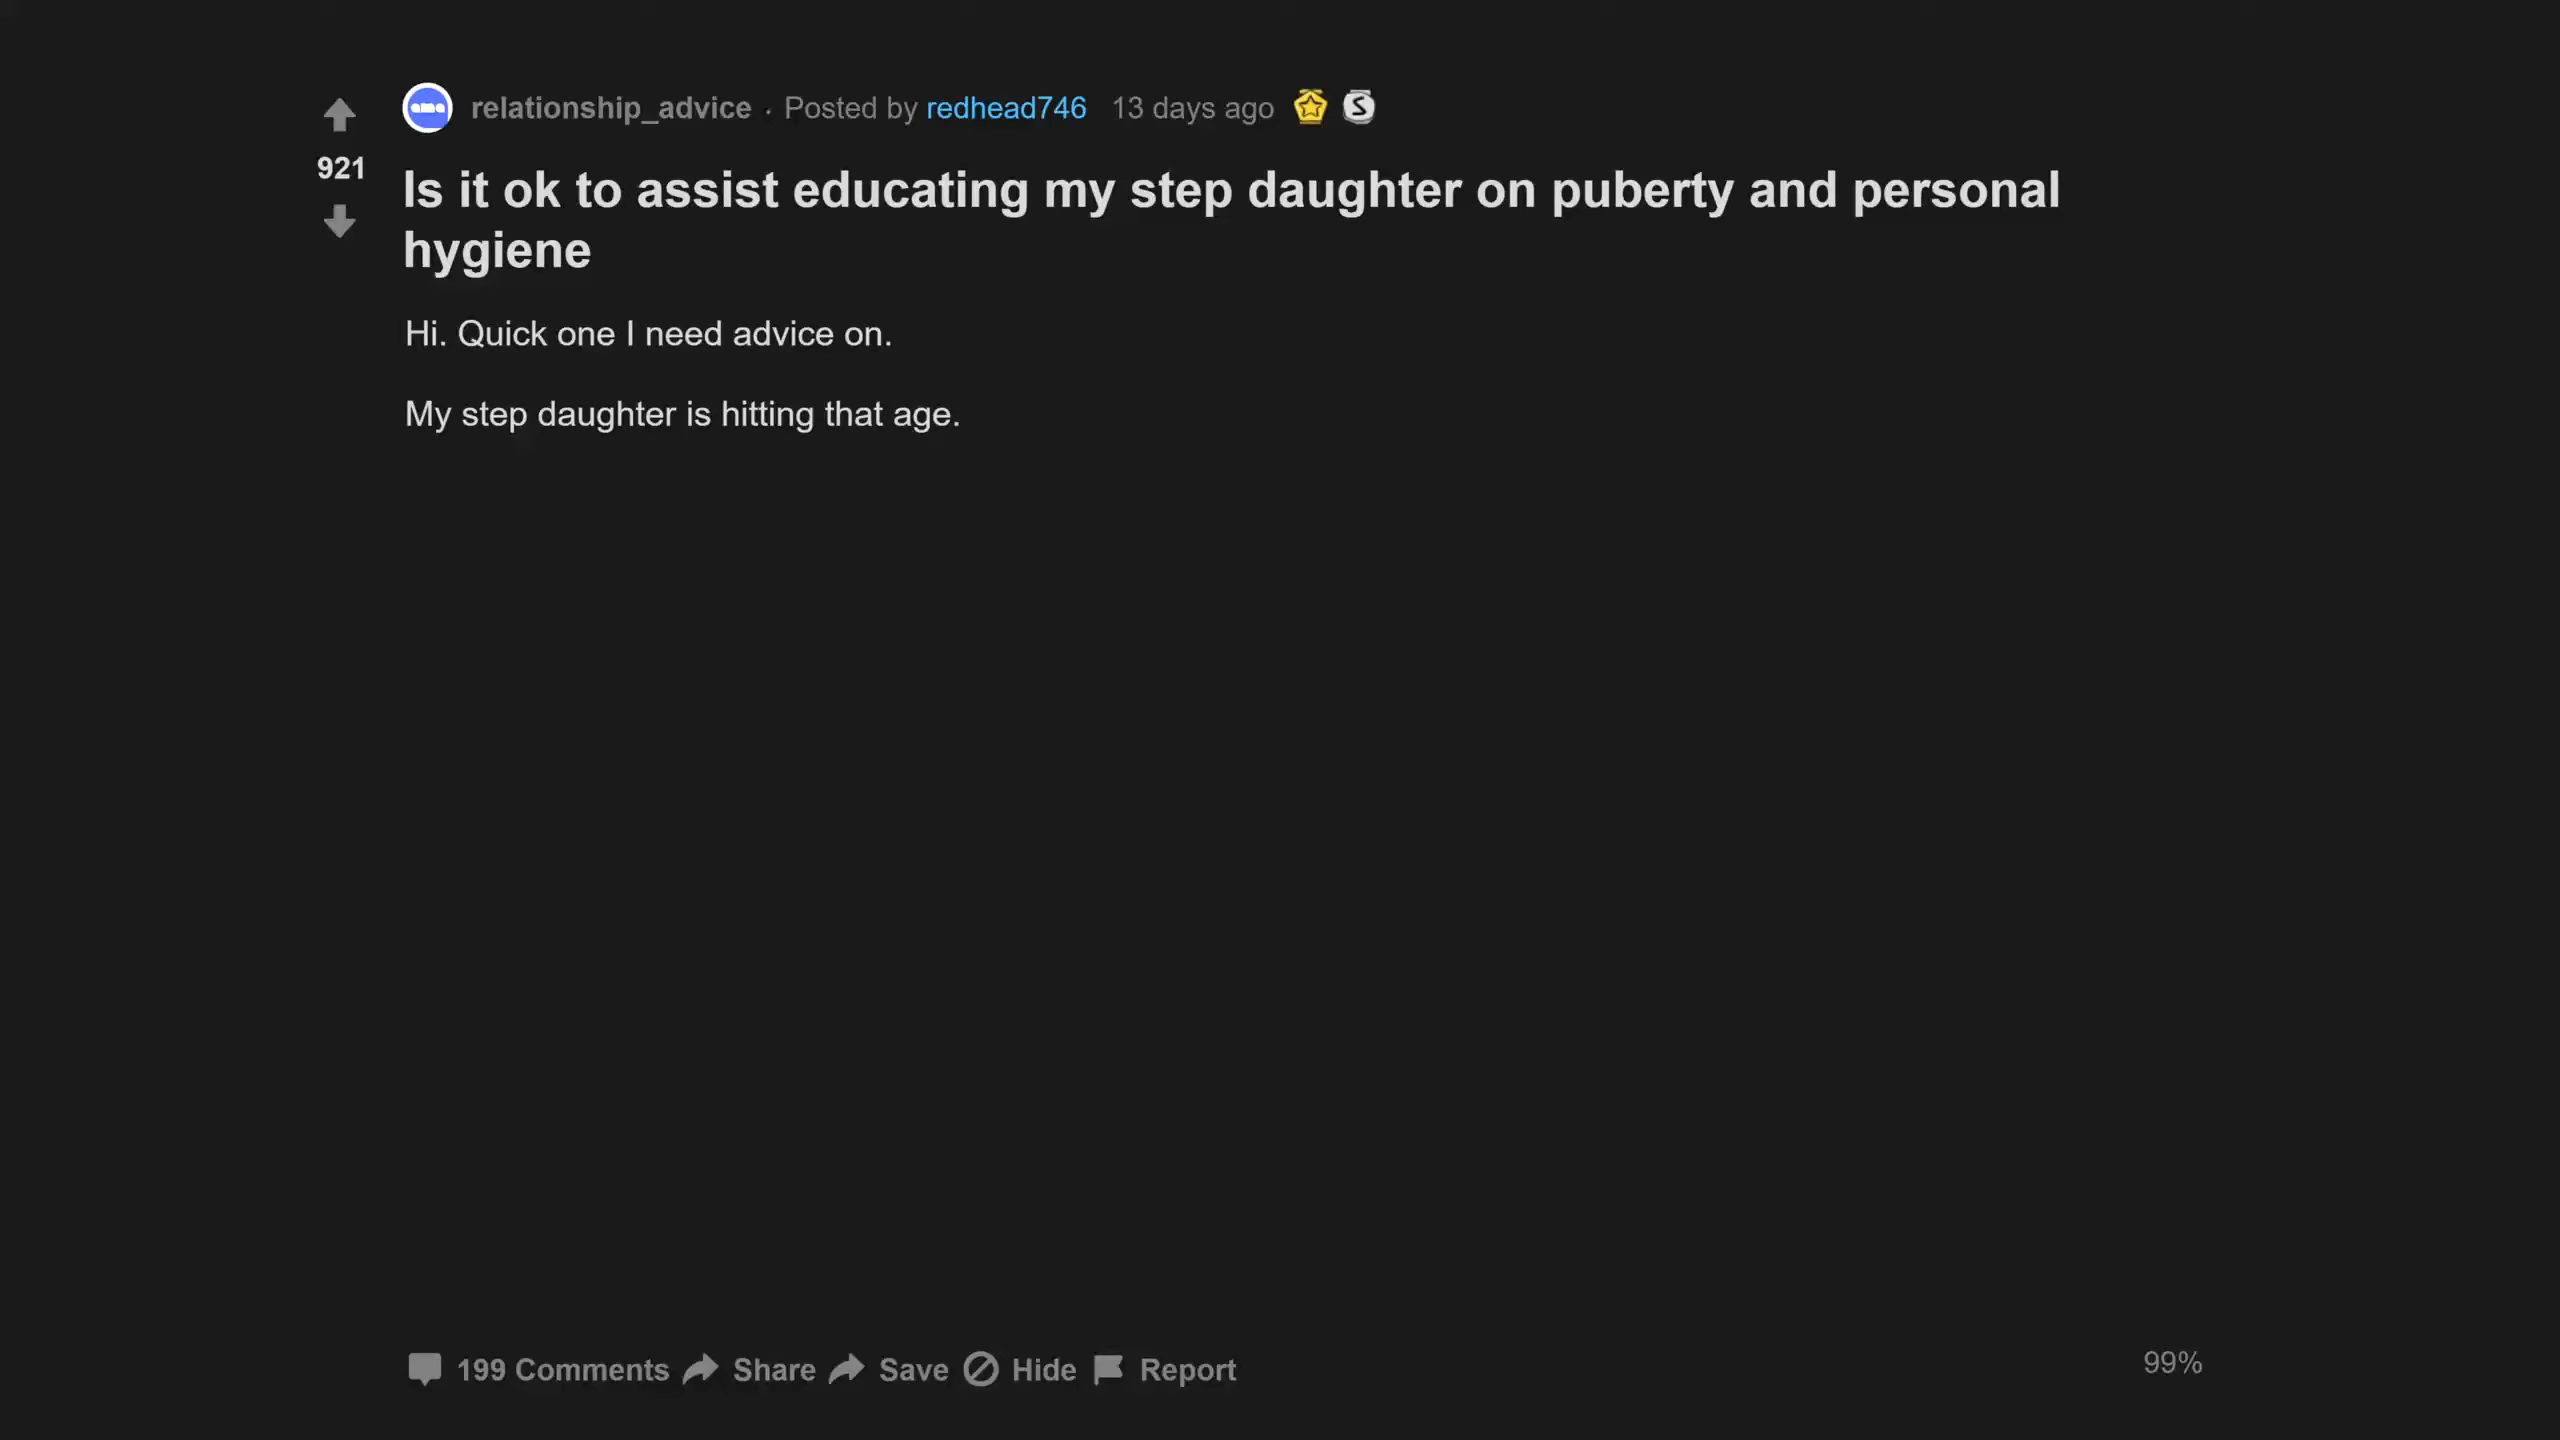 relationship_advice · Posted by redhead746 13 days ago
921
Is it ok to assist educating my step daughter on puberty and personal
hygiene
Hi. Quick one I need advice on.
My step daughter is hitting that age.
199 Comments Share Save Hide Report
99%